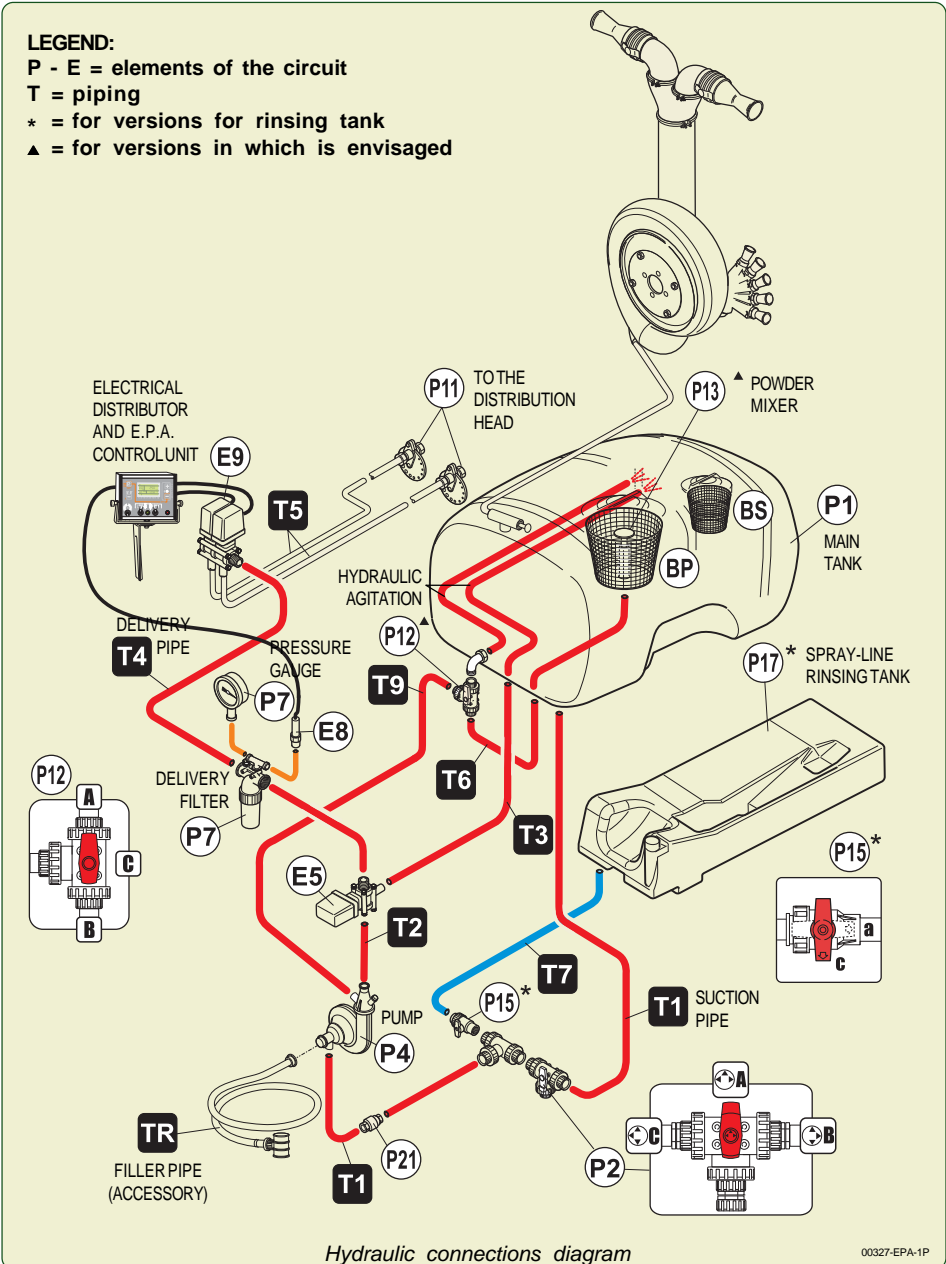 LEGEND:
P - E = elements of the circuit
T = piping
* = for versions for rinsing tank
▲ = for versions in which is envisaged
ELECTRICAL
DISTRIBUTOR
AND E.P.A.
CONTROL UNIT
E9
P11
TO THE
DISTRIBUTION
HEAD
P13
▲ POWDER
MIXER
T5
BS
P1
MAIN
TANK
BP
HYDRAULIC
AGITATION
P12 ▲
DELIVERY
PIPE
T4
PRESSURE
GAUGE
P7
E8
T9
P17 * SPRAY-LINE
RINSING TANK
T6
DELIVERY
FILTER
P7
T3
P12
A
C
B
P15 *
a
c
E5
T2
T7
P15 *
T1
SUCTION
PIPE
PUMP
P4
TR
FILLER PIPE
(ACCESSORY)
P21
T1
P2
A
C
B
Hydraulic connections diagram
00327-EPA-1P